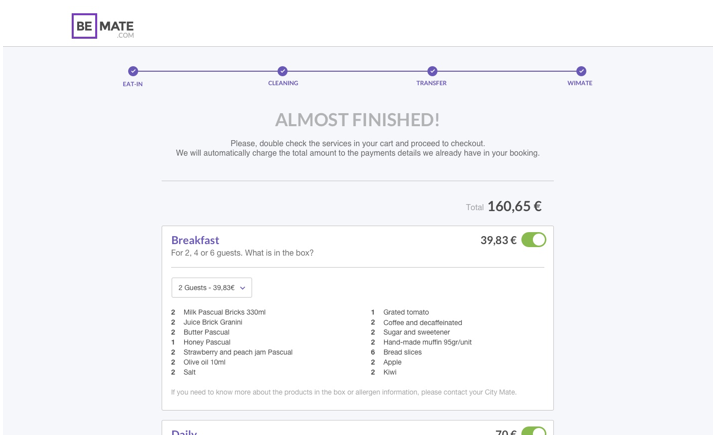 BE MATE
.COM
EAT-IN
CLEANING
TRANSFER
WIMATE
ALMOST FINISHED!
Please, double check the services in your cart and proceed to checkout.
We will automatically charge the total amount to the payments details we already have in your booking.
Total 160,65 €
Breakfast
39,83 €
For 2, 4 or 6 guests. What is in the box?
2 Guests - 39,83€
2 Milk Pascual Bricks 330ml
2 Juice Brick Granini
2 Butter Pascual
1 Honey Pascual
2 Strawberry and peach jam Pascual
2 Olive oil 10ml
2 Salt
1 Grated tomato
2 Coffee and decaffeinated
2 Sugar and sweetener
2 Hand-made muffin 95gr/unit
6 Bread slices
2 Apple
2 Kiwi
If you need to know more about the products in the box or allergen information, please contact your City Mate.
Daily
70 €